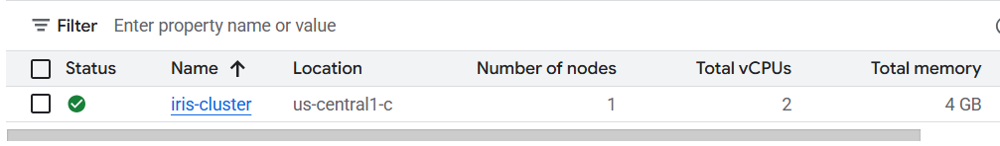 Filter Enter property name or value
Status Name Location Number of nodes Total vCPUs Total memory
iris-cluster us-central1-c 1 2 4 GB